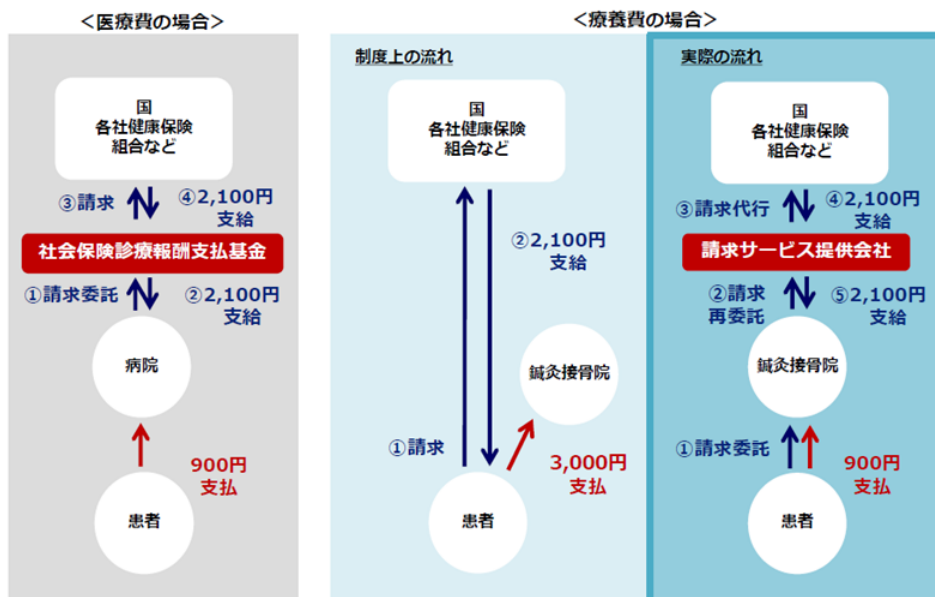 ＜医療費の場合＞
国
各社健康保険
組合など
③請求
④2,100円
支給
社会保険診療報酬支払基金
①請求委託
②2,100円
支給
病院
900円
支払
患者
＜療養費の場合＞
制度上の流れ
国
各社健康保険
組合など
②2,100円
支給
鍼灸接骨院
①請求
3,000円
支払
患者
実際の流れ
国
各社健康保険
組合など
③請求代行
④2,100円
支給
請求サービス提供会社
②請求
再委託
⑤2,100円
支給
鍼灸接骨院
①請求委託
900円
支払
患者